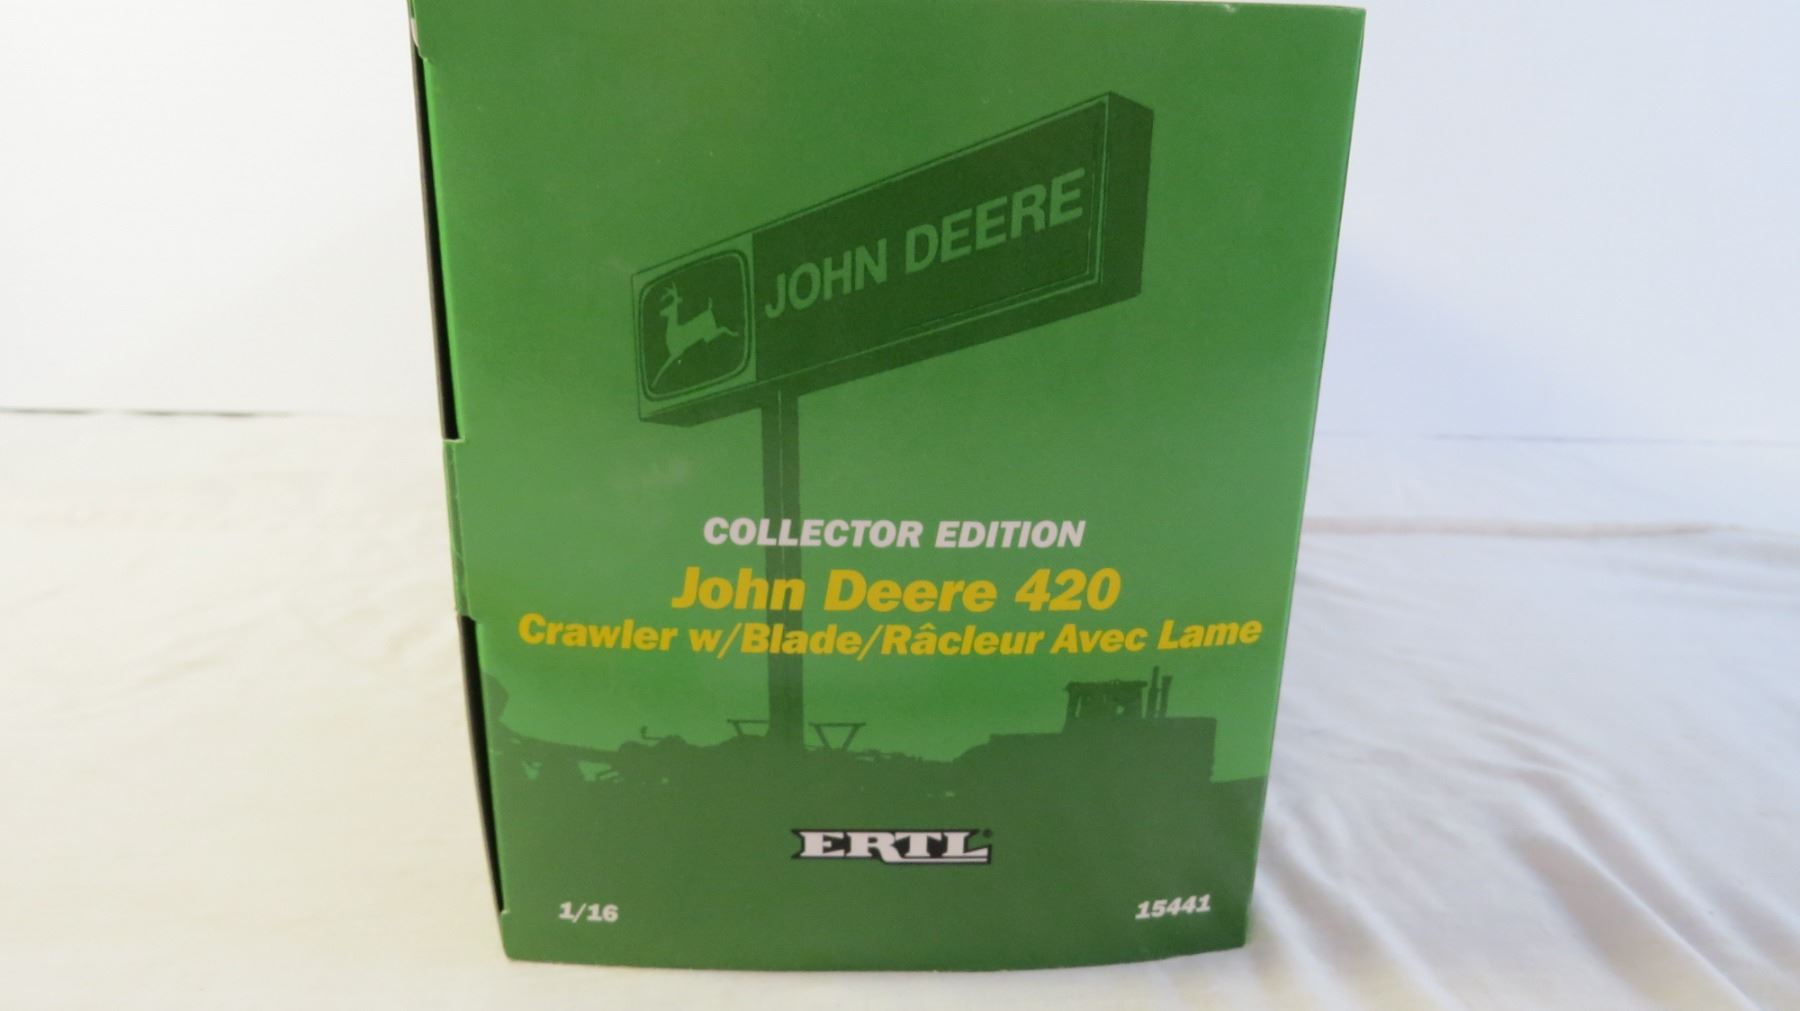 JOHN DEERE
COLLECTOR EDITION
John Deere 420
Crawler w/Blade/Râcleur Avec Lame
ERTL®
1/16
15441